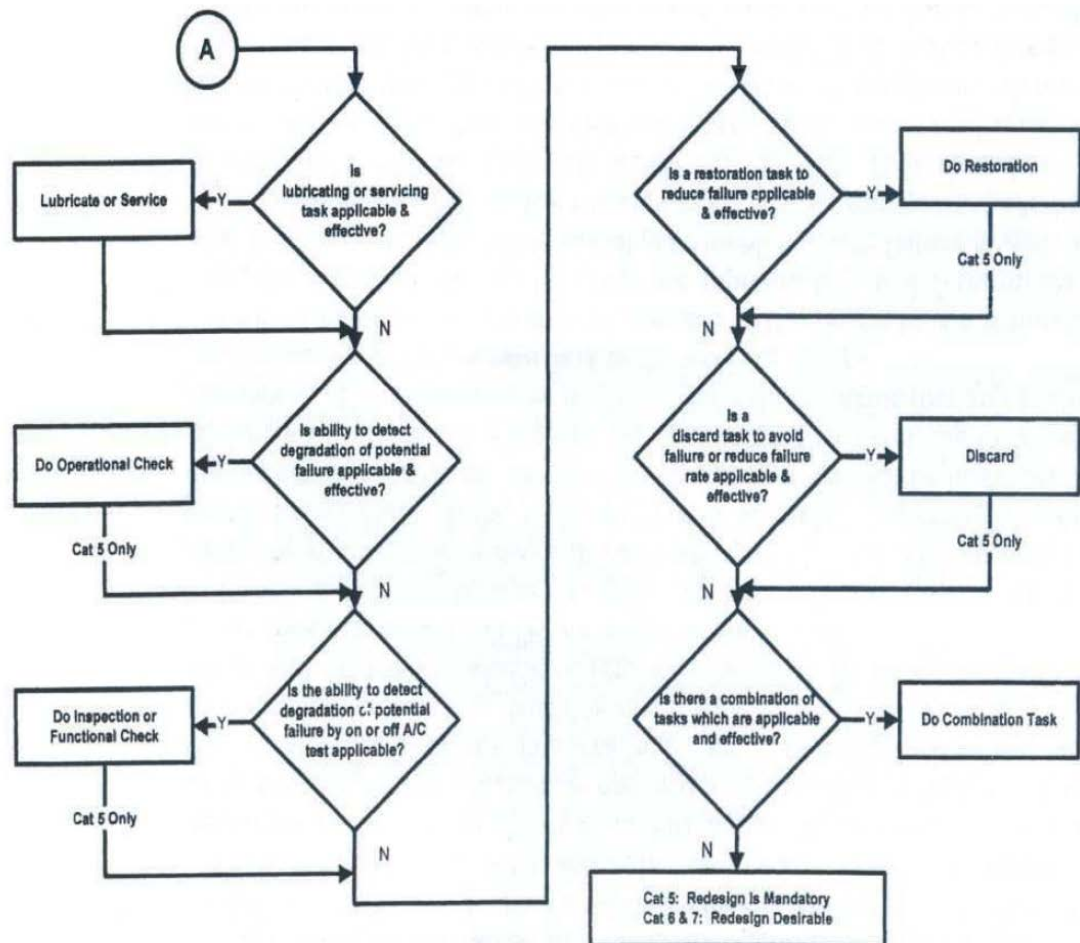 A
Is
lubricating or servicing
task applicable &
effective?
Y
Lubricate or Service
N
Is ability to detect
degradation of potential
failure applicable &
effective?
Y
Do Operational Check
Cat 5 Only
N
Is the ability to detect
degradation of potential
failure by on or off A/C
test applicable?
Y
Do Inspection or
Functional Check
Cat 5 Only
N
Is a restoration task to
reduce failure applicable
& effective?
Y
Do Restoration
Cat 5 Only
N
Is a
discard task to avoid
failure or reduce failure
rate applicable &
effective?
Y
Discard
Cat 5 Only
N
Is there a combination of
tasks which are applicable
and effective?
Y
Do Combination Task
N
Cat 5: Redesign is Mandatory
Cat 6 & 7: Redesign Desirable